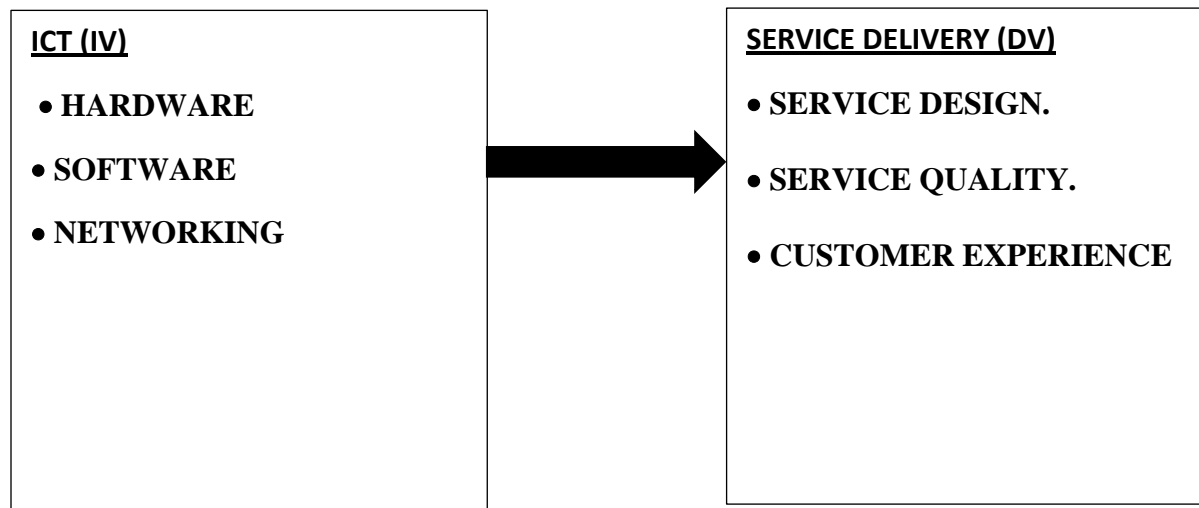 ICT (IV)
• HARDWARE
• SOFTWARE
• NETWORKING
SERVICE DELIVERY (DV)
• SERVICE DESIGN.
• SERVICE QUALITY.
• CUSTOMER EXPERIENCE